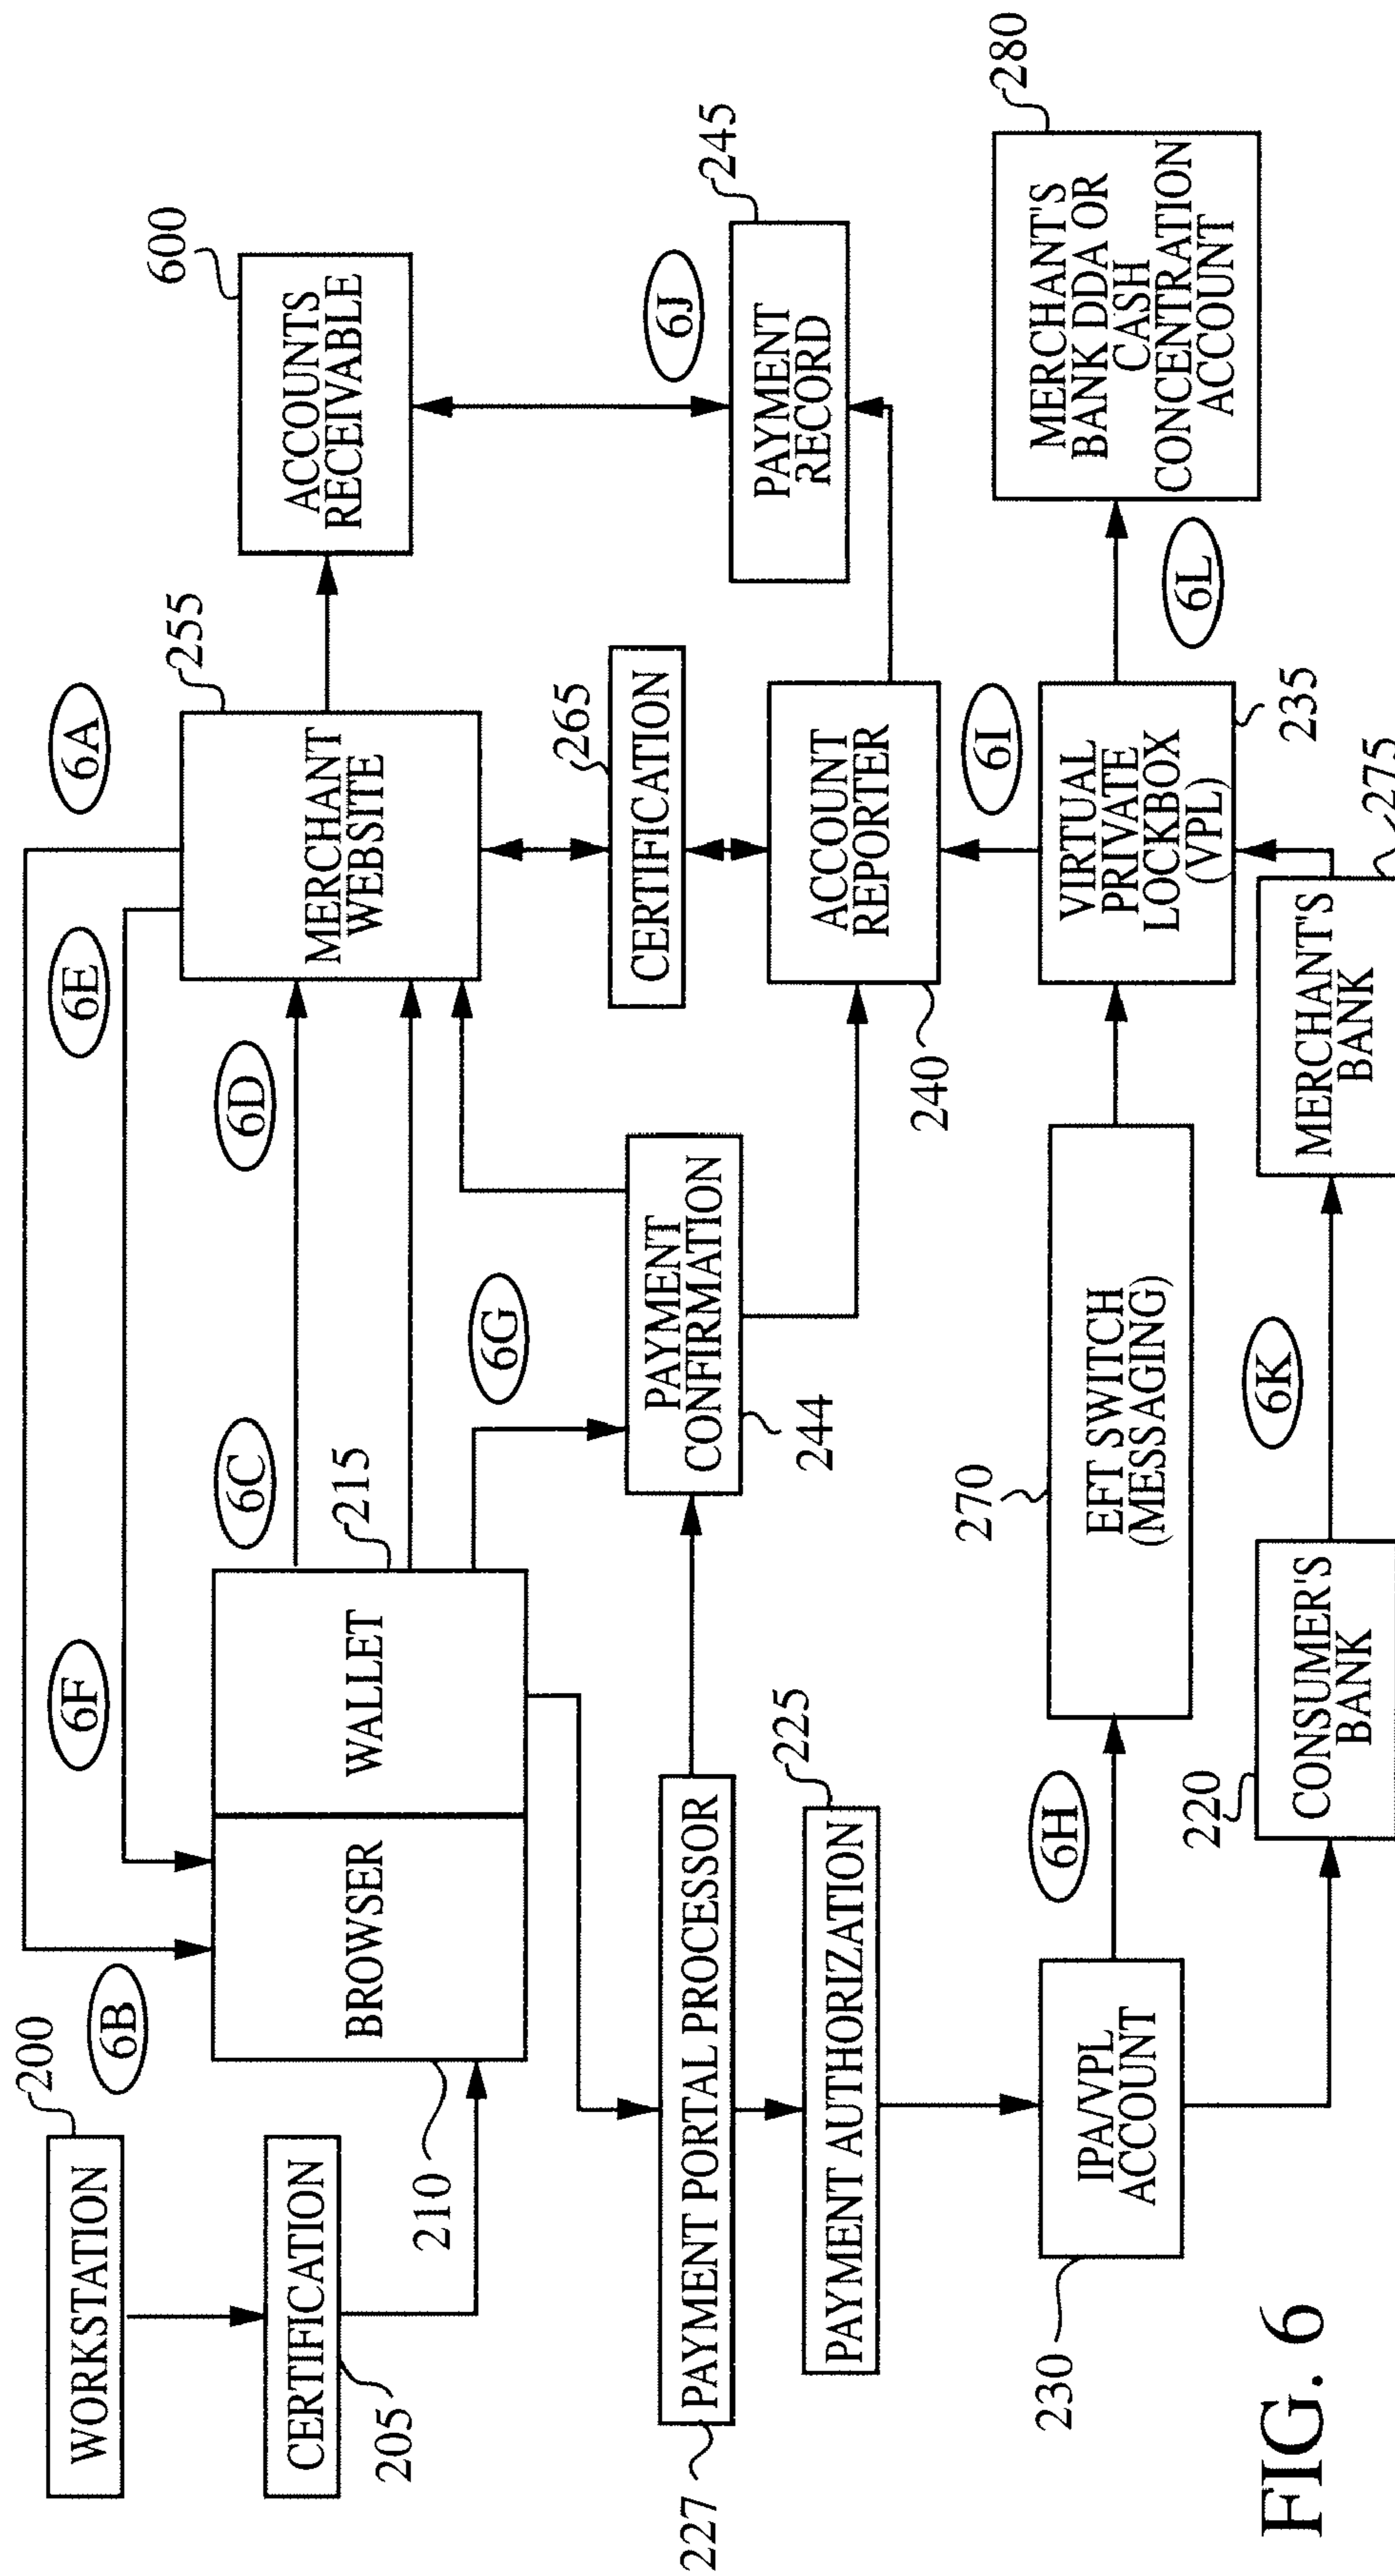 WORKSTATION
200
CERTIFICATION
205
6B
BROWSER
210
WALLET
215
6F
6E
6A
6C
6D
MERCHANT
WEBSITE
255
ACCOUNTS
RECEIVABLE
600
6G
PAYMENT PORTAL PROCESSOR
227
PAYMENT
CONFIRMATION
244
CERTIFICATION
265
6J
PAYMENT
RECORD
245
PAYMENT AUTHORIZATION
225
ACCOUNT
REPORTER
240
6I
IPA/VPL
ACCOUNT
230
6H
EFT SWITCH
(MESSAGING)
270
VIRTUAL
PRIVATE
LOCKBOX
(VPL)
235
6L
MERCHANT'S
BANK DDA OR
CASH
CONCENTRATION
ACCOUNT
280
CONSUMER'S
BANK
220
6K
MERCHANT'S
BANK
275
FIG. 6